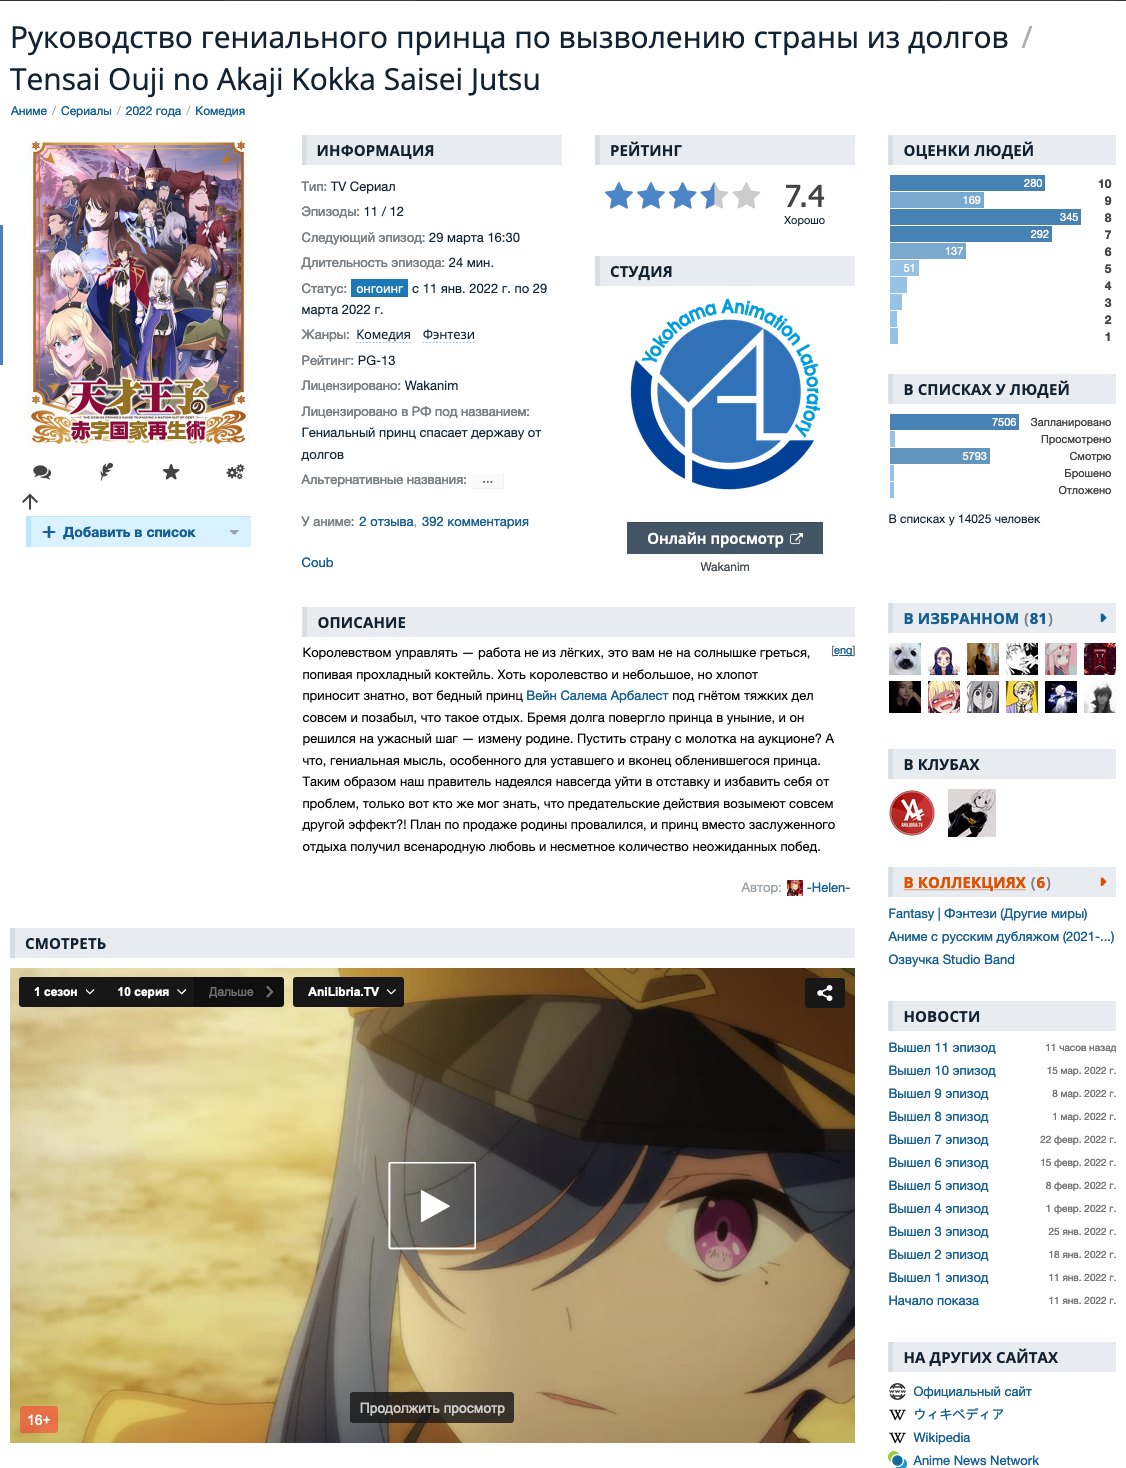 Руководство гениального принца по вызволению страны из долгов /
Tensai Ouji no Akaji Kokka Saisei Jutsu
Аниме / Сериалы / 2022 года / Комедия
天才王子の
赤字国家再生術
Добавить в список
ИНФОРМАЦИЯ
Тип: TV Сериал
Эпизоды: 11 / 12
Следующий эпизод: 29 марта 16:30
Длительность эпизода: 24 мин.
Статус: онгоинг с 11 янв. 2022 г. по 29
марта 2022 г.
Жанры: Комедия Фэнтези
Рейтинг: PG-13
Лицензировано: Wakanim
Лицензировано в РФ под названием:
Гениальный принц спасает державу от
долгов
Альтернативные названия: ...
У аниме: 2 отзыва, 392 комментария
Coub
РЕЙТИНГ
7.4
Хорошо
СТУДИЯ
Yokohama Animation Laboratory
Онлайн просмотр
Wakanim
ОЦЕНКИ ЛЮДЕЙ
280 10
169 9
345 8
292 7
137 6
51 5
4
3
2
1
В СПИСКАХ У ЛЮДЕЙ
7506 Запланировано
Просмотрено
5793 Смотрю
Брошено
Отложено
В списках у 14025 человек
ОПИСАНИЕ
[eng]
Королевством управлять — работа не из лёгких, это вам не на солнышке греться,
попивая прохладный коктейль. Хоть королевство и небольшое, но хлопот
приносит знатно, вот бедный принц Вейн Салема Арбалест под гнётом тяжких дел
совсем и позабыл, что такое отдых. Бремя долга повергло принца в уныние, и он
решился на ужасный шаг — измену родине. Пустить страну с молотка на аукционе? А
что, гениальная мысль, особенного для уставшего и вконец обленившегося принца.
Таким образом наш правитель надеялся навсегда уйти в отставку и избавить себя от
проблем, только вот кто же мог знать, что предательские действия возымеют совсем
другой эффект?! План по продаже родины провалился, и принц вместо заслуженного
отдыха получил всенародную любовь и несметное количество неожиданных побед.
Автор: -Helen-
В ИЗБРАННОМ (81)
В КЛУБАХ
ANILIBRIA.TV
В КОЛЛЕКЦИЯХ (6)
Fantasy | Фэнтези (Другие миры)
Аниме с русским дубляжом (2021-...)
Озвучка Studio Band
СМОТРЕТЬ
1 сезон 10 серия Дальше AniLibria.TV
Продолжить просмотр
16+
НОВОСТИ
Вышел 11 эпизод 11 часов назад
Вышел 10 эпизод 15 мар. 2022 г.
Вышел 9 эпизод 8 мар. 2022 г.
Вышел 8 эпизод 1 мар. 2022 г.
Вышел 7 эпизод 22 февр. 2022 г.
Вышел 6 эпизод 15 февр. 2022 г.
Вышел 5 эпизод 8 февр. 2022 г.
Вышел 4 эпизод 1 февр. 2022 г.
Вышел 3 эпизод 25 янв. 2022 г.
Вышел 2 эпизод 18 янв. 2022 г.
Вышел 1 эпизод 11 янв. 2022 г.
Начало показа 11 янв. 2022 г.
НА ДРУГИХ САЙТАХ
Официальный сайт
ウィキペディア
Wikipedia
Anime News Network